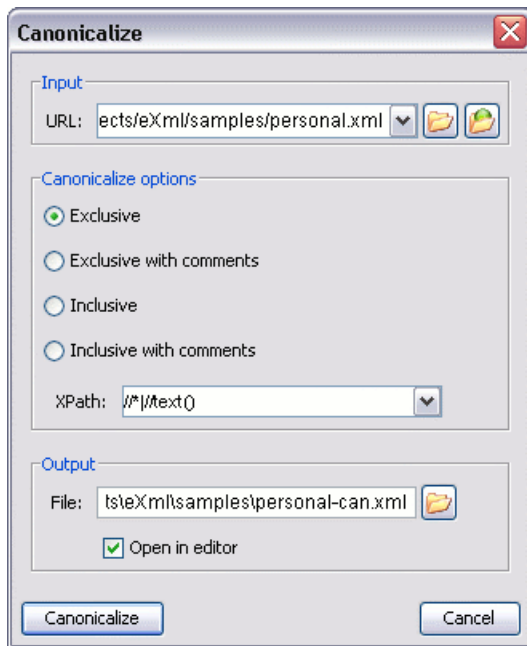 Canonicalize
Input
URL: ects/eXml/samples/personal.xml
Canonicalize options
Exclusive
Exclusive with comments
Inclusive
Inclusive with comments
XPath: //*|//text()
Output
File: ts\eXml\samples\personal-can.xml
Open in editor
Canonicalize Cancel